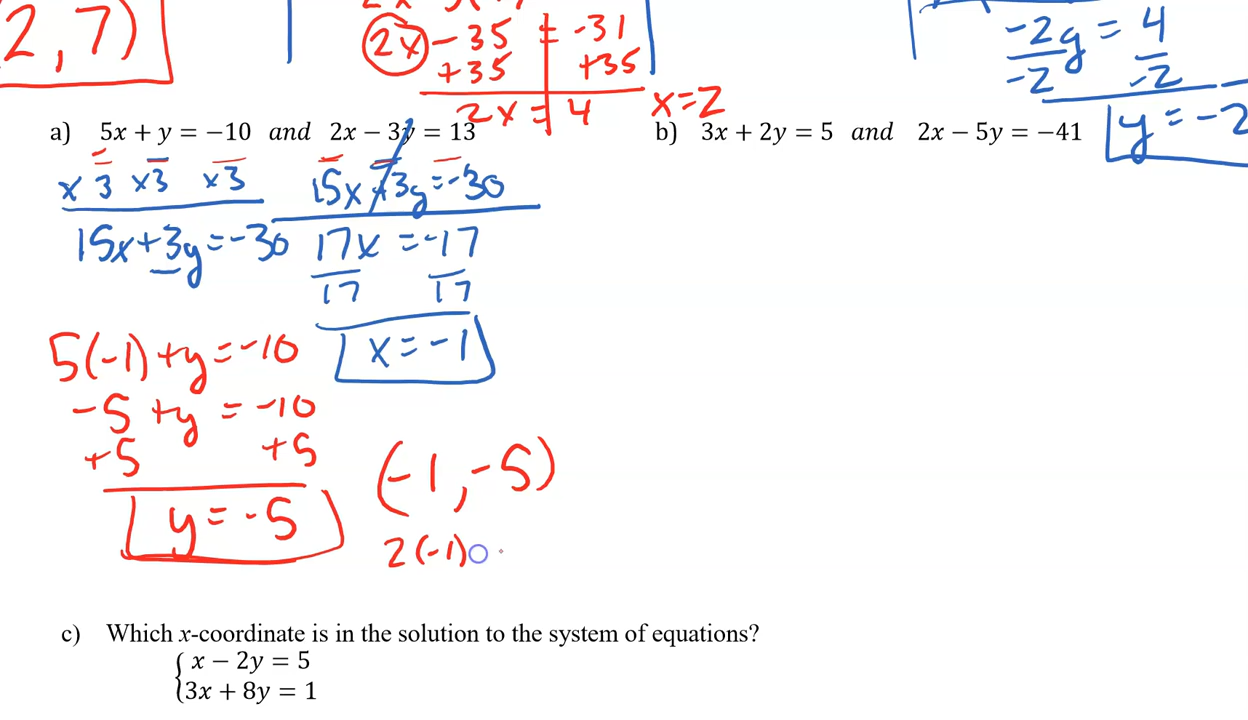 2, 7)
2x - 35 = -31
+35 +35
2x = 4
x = 2
-2y = 4
-2 -2
y = -2
a) 5x + y = −10 and 2x − 3y = 13
x 3 x3 x3
15x + 3y = -30
15x + 3y = -30
17x = -17
17 17
x = -1
5(-1) + y = -10
-5 + y = -10
+5 +5
y = -5
(-1, -5)
2(-1)
b) 3x + 2y = 5 and 2x − 5y = −41
c) Which x-coordinate is in the solution to the system of equations?
x − 2y = 5
3x + 8y = 1